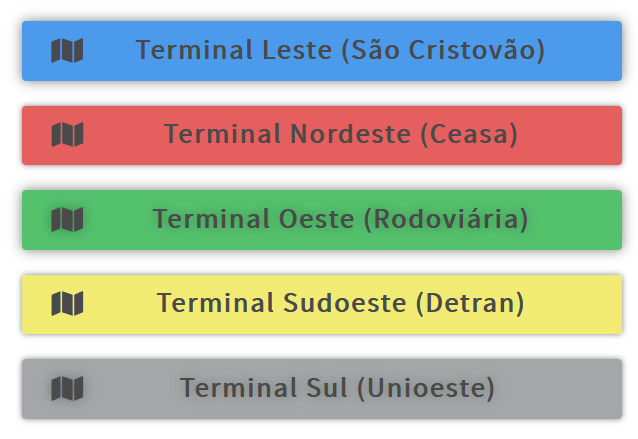 Terminal Leste (São Cristovão)
Terminal Nordeste (Ceasa)
Terminal Oeste (Rodoviária)
Terminal Sudoeste (Detran)
Terminal Sul (Unioeste)